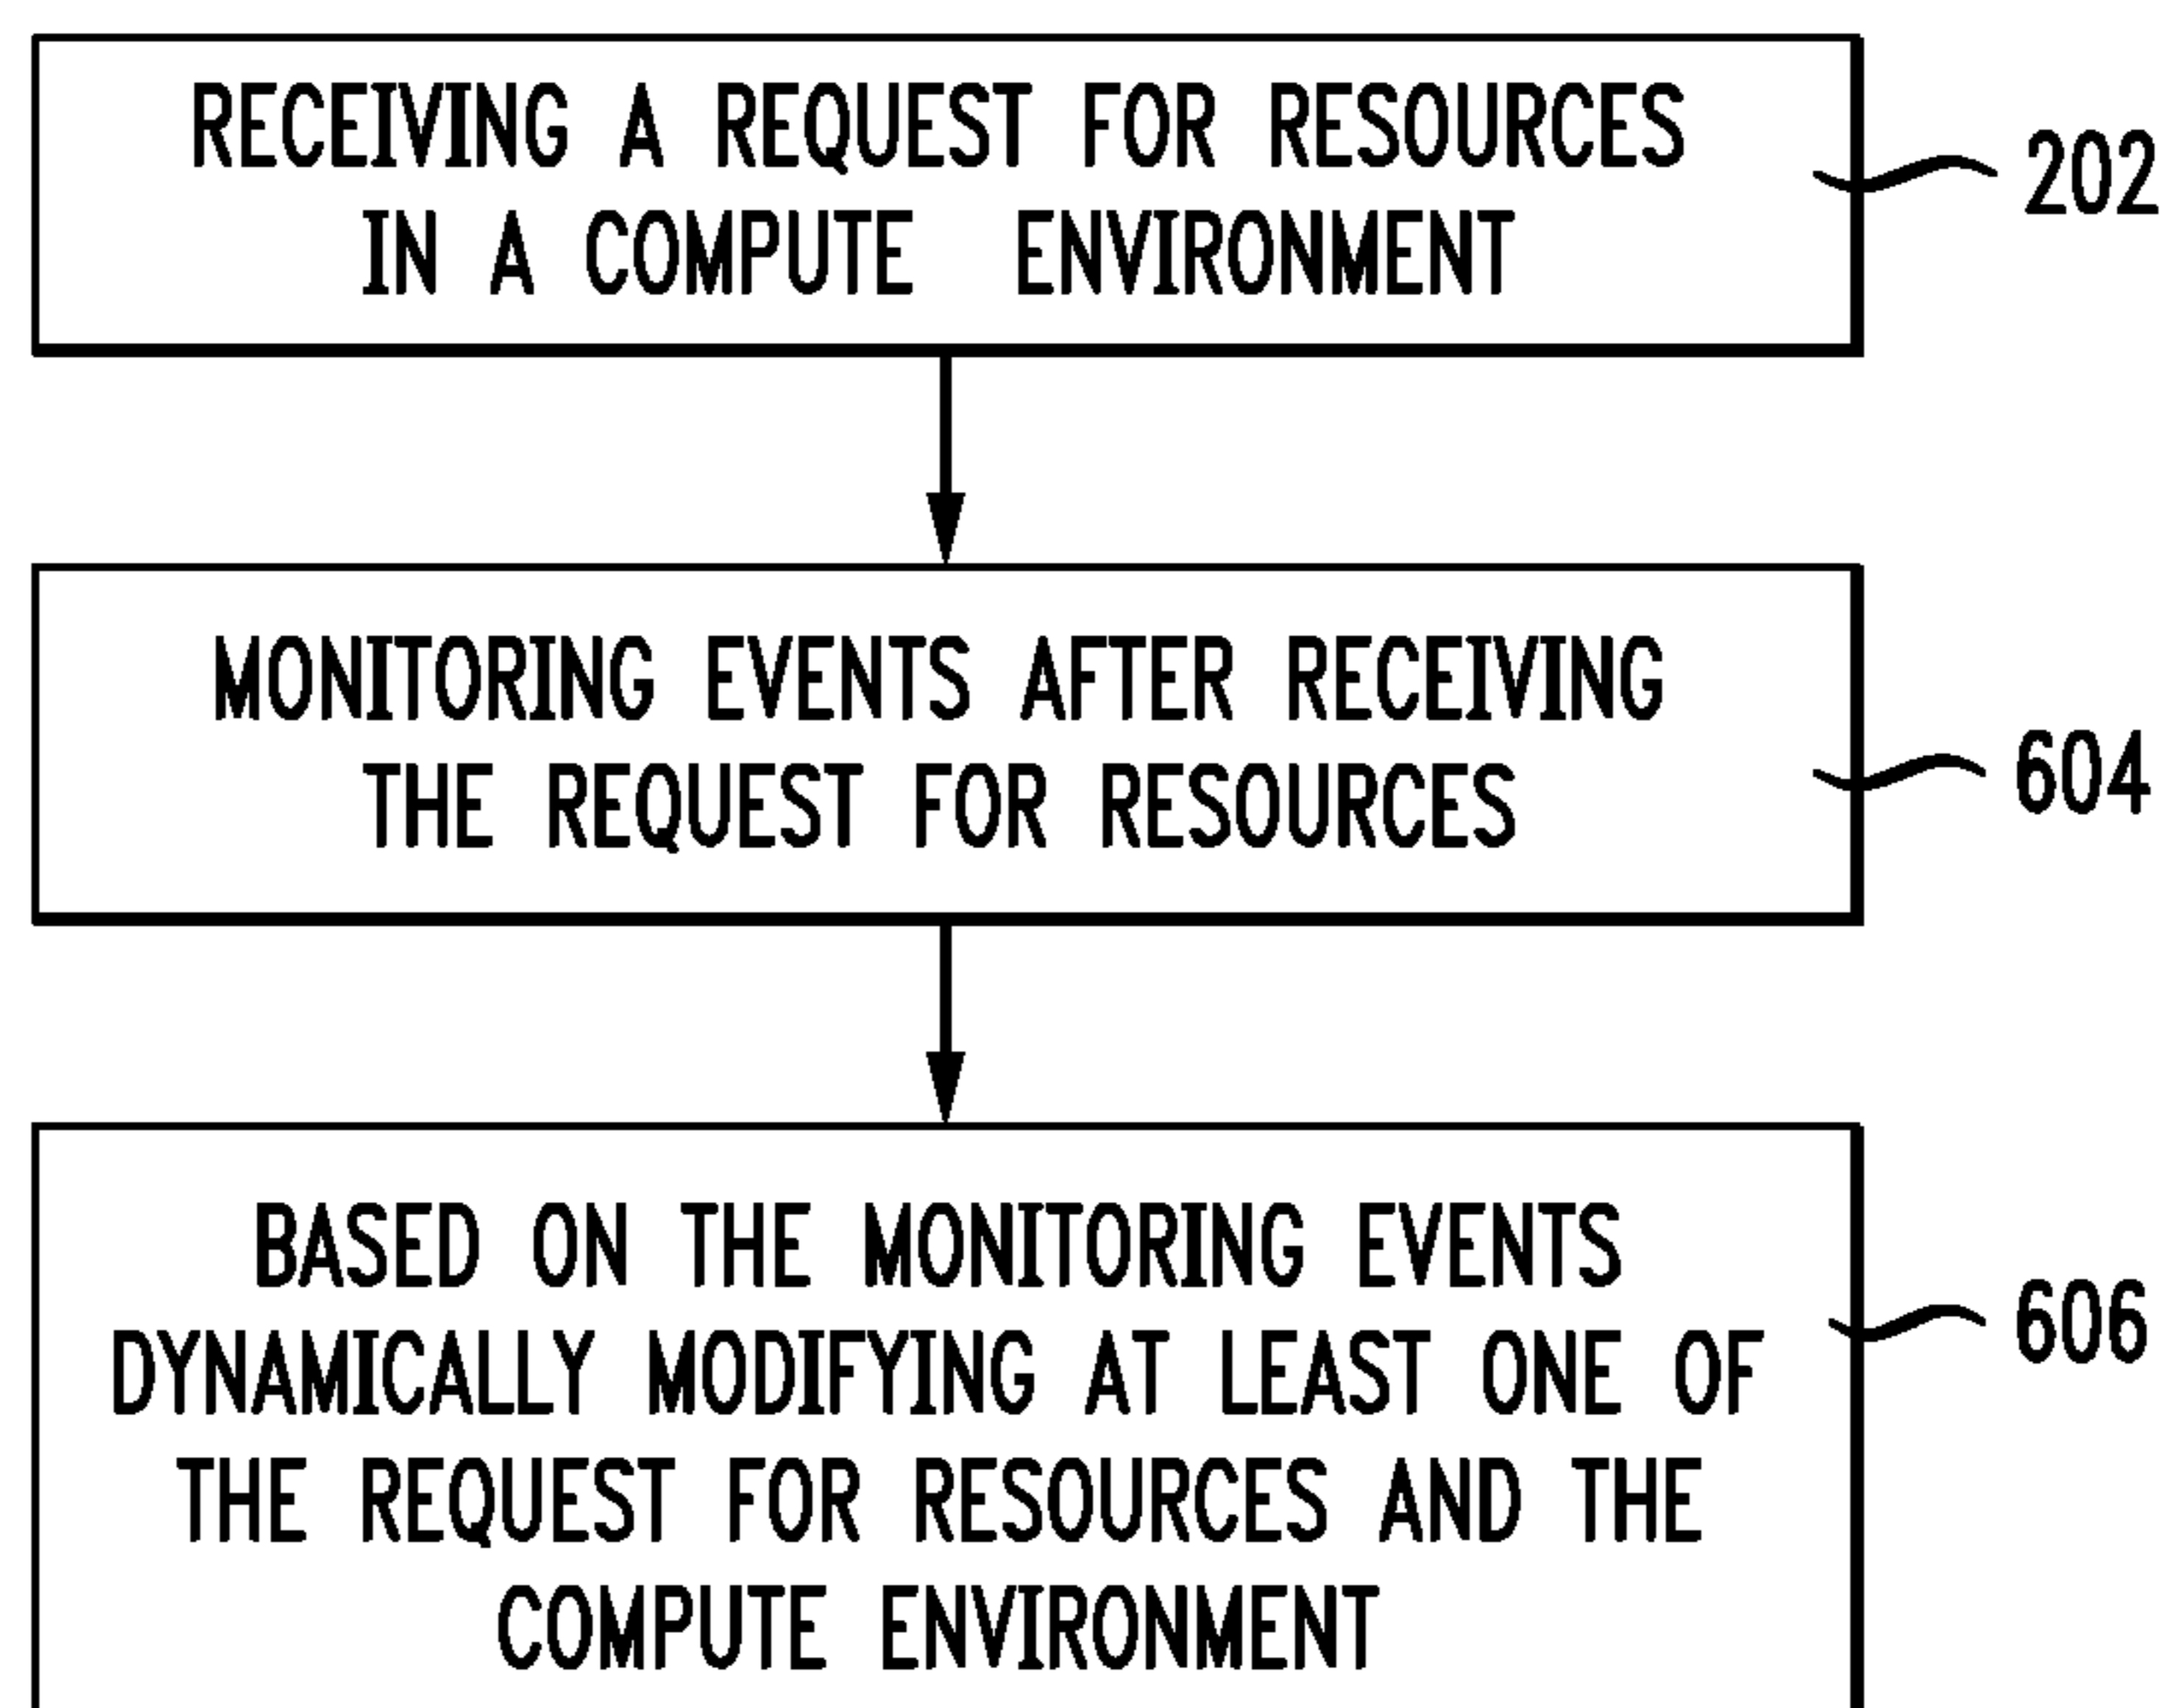 RECEIVING A REQUEST FOR RESOURCES
IN A COMPUTE ENVIRONMENT
202
MONITORING EVENTS AFTER RECEIVING
THE REQUEST FOR RESOURCES
604
BASED ON THE MONITORING EVENTS
DYNAMICALLY MODIFYING AT LEAST ONE OF
THE REQUEST FOR RESOURCES AND THE
COMPUTE ENVIRONMENT
606